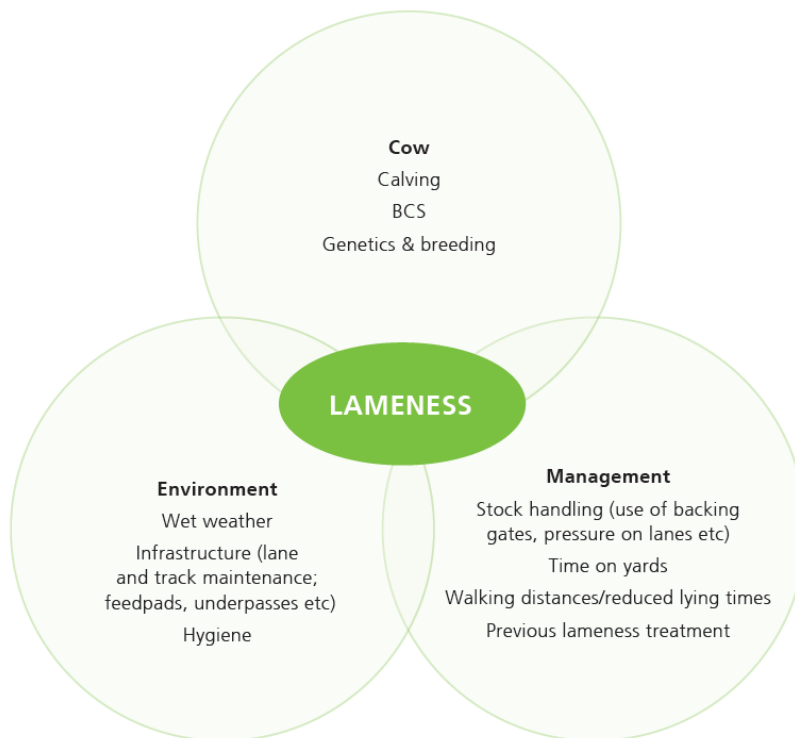 Cow
Calving
BCS
Genetics & breeding
LAMENESS
Environment
Wet weather
Infrastructure (lane
and track maintenance;
feedpads, underpasses etc)
Hygiene
Management
Stock handling (use of backing
gates, pressure on lanes etc)
Time on yards
Walking distances/reduced lying times
Previous lameness treatment